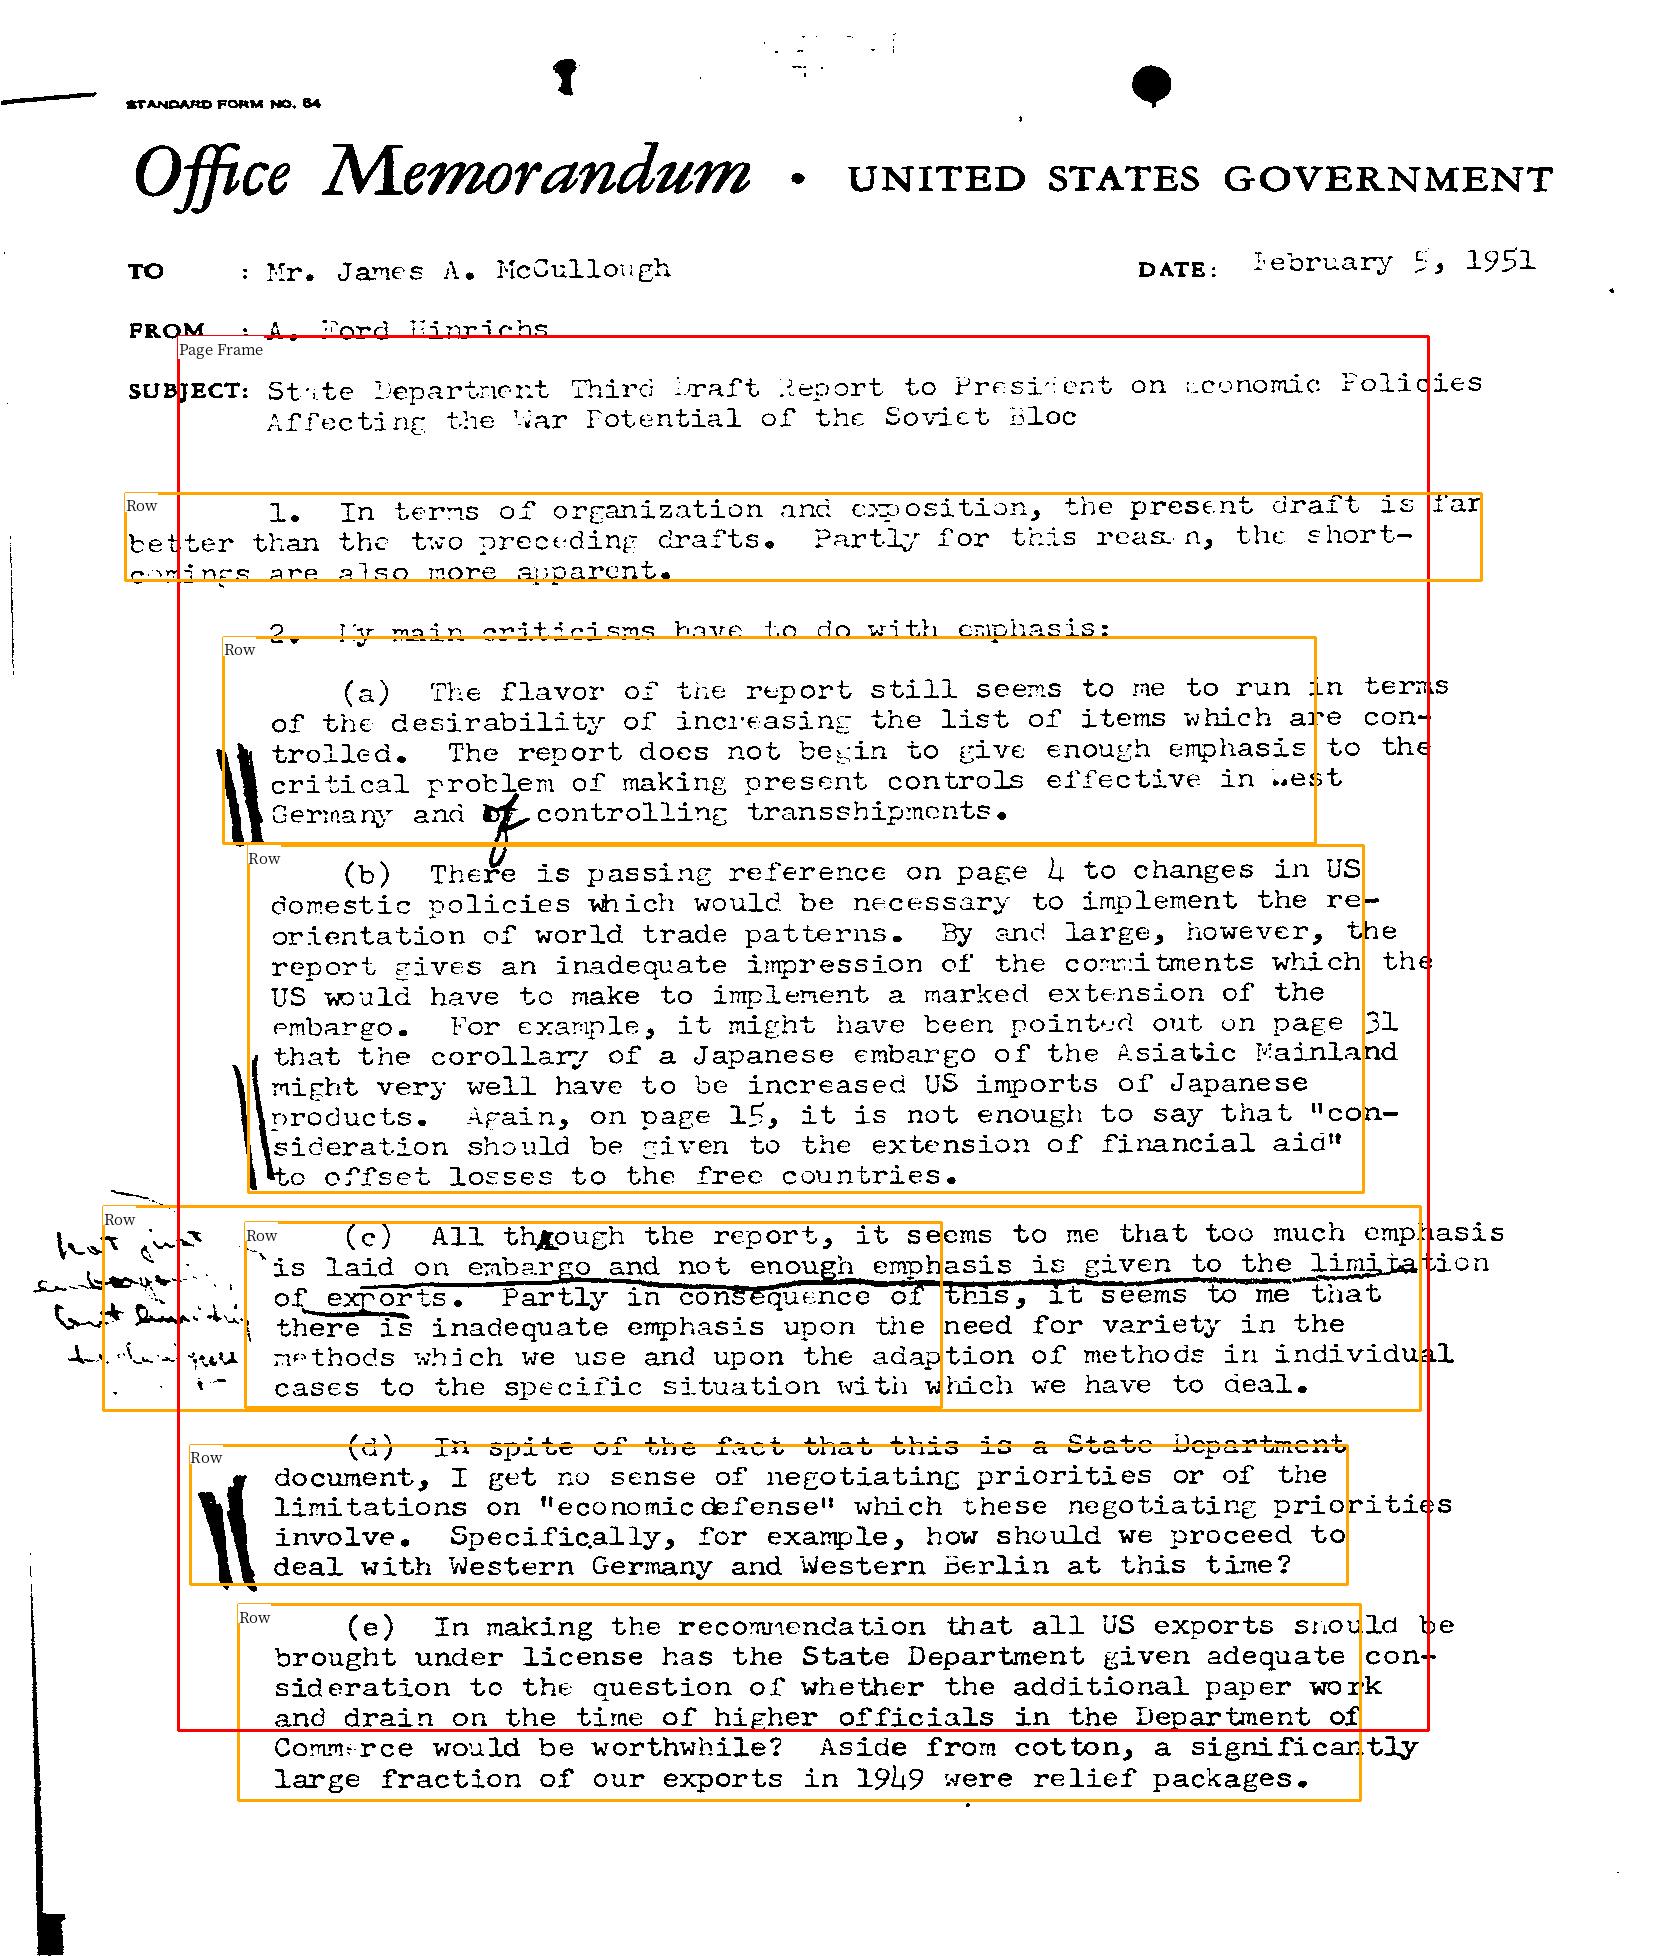 STANDARD FORM NO. 64
Office Memorandum • UNITED STATES GOVERNMENT
TO : Mr. James A. McCullough DATE: February 5, 1951
FROM : A. Ford Hinrichs
Page Frame
SUBJECT: State Department Third Draft Report to President on Economic Policies
Affecting the War Potential of the Soviet Bloc
Row
1. In terms of organization and exposition, the present draft is far
better than the two preceding drafts. Partly for this reason, the short-
comings are also more apparent.
2. My main criticisms have to do with emphasis:
Row
(a) The flavor of the report still seems to me to run in terms
of the desirability of increasing the list of items which are con-
trolled. The report does not begin to give enough emphasis to the
critical problem of making present controls effective in West
Germany and of controlling transshipments.
Row
(b) There is passing reference on page 4 to changes in US
domestic policies which would be necessary to implement the re-
orientation of world trade patterns. By and large, however, the
report gives an inadequate impression of the commitments which the
US would have to make to implement a marked extension of the
embargo. For example, it might have been pointed out on page 31
that the corollary of a Japanese embargo of the Asiatic Mainland
might very well have to be increased US imports of Japanese
products. Again, on page 15, it is not enough to say that "con-
sideration should be given to the extension of financial aid"
to offset losses to the free countries.
Row
Row
not just
(c) All through the report, it seems to me that too much emphasis
is laid on embargo and not enough emphasis is given to the limitation
of exports. Partly in consequence of this, it seems to me that
there is inadequate emphasis upon the need for variety in the
methods which we use and upon the adaption of methods in individual
cases to the specific situation with which we have to deal.
Row
(d) In spite of the fact that this is a State Department
document, I get no sense of negotiating priorities or of the
limitations on "economic defense" which these negotiating priorities
involve. Specifically, for example, how should we proceed to
deal with Western Germany and Western Berlin at this time?
Row
(e) In making the recommendation that all US exports should be
brought under license has the State Department given adequate con-
sideration to the question of whether the additional paper work
and drain on the time of higher officials in the Department of
Commerce would be worthwhile? Aside from cotton, a significantly
large fraction of our exports in 1949 were relief packages.